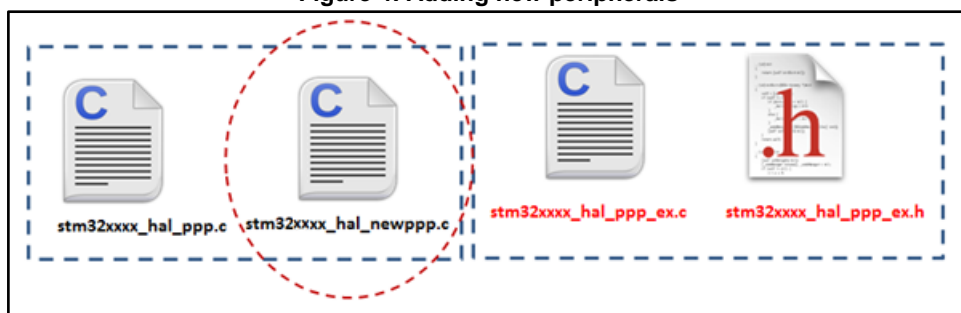 C
C
C
.h
stm32xxxx_hal_ppp.c
stm32xxxx_hal_newppp.c
stm32xxxx_hal_ppp_ex.c
stm32xxxx_hal_ppp_ex.h